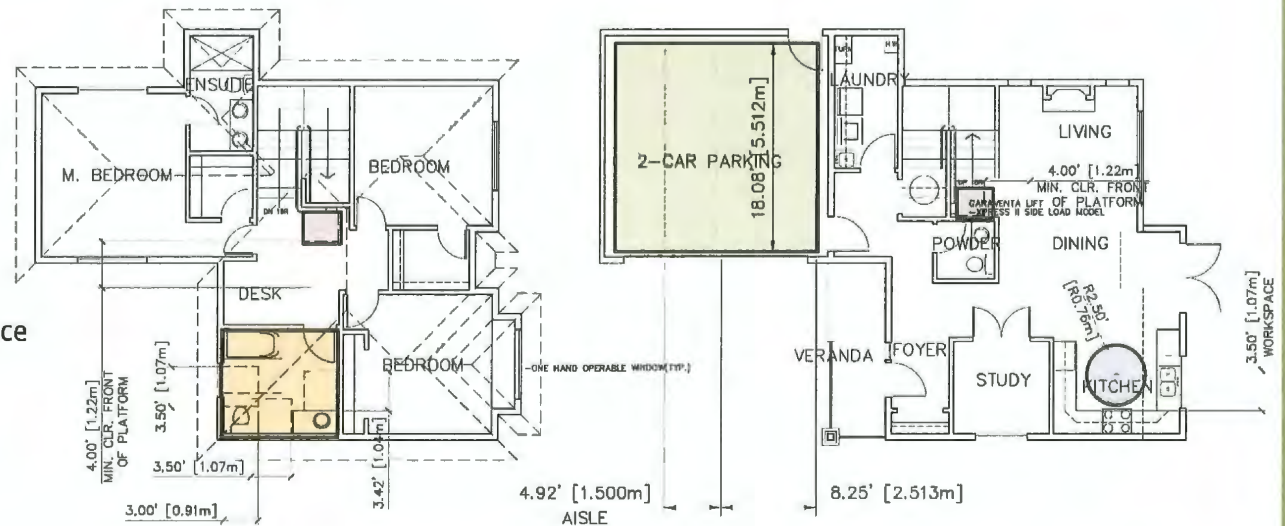 ENSUITE
M. BEDROOM
BEDROOM
DN 18R
DESK
BEDROOM
ONE HAND OPERABLE WINDOW(TYP.)
ce
4.00' [1.22m]
MIN. CLR. FRONT
OF PLATFORM
3.50' [1.07m]
3.50' [1.07m]
3.00' [0.91m]
3.42' [1.04m]
2-CAR PARKING
18.08' [5.512m]
LAUNDRY
H.W.
LIVING
4.00' [1.22m]
MIN. CLR. FRONT
OF PLATFORM
GARAVENTA LIFT
-XPRESS II SIDE LOAD MODEL
POWDER
DINING
R2.50'
[R0.76m]
3.50' [1.07m]
WORKSPACE
VERANDA
FOYER
STUDY
KITCHEN
4.92' [1.500m]
AISLE
8.25' [2.513m]